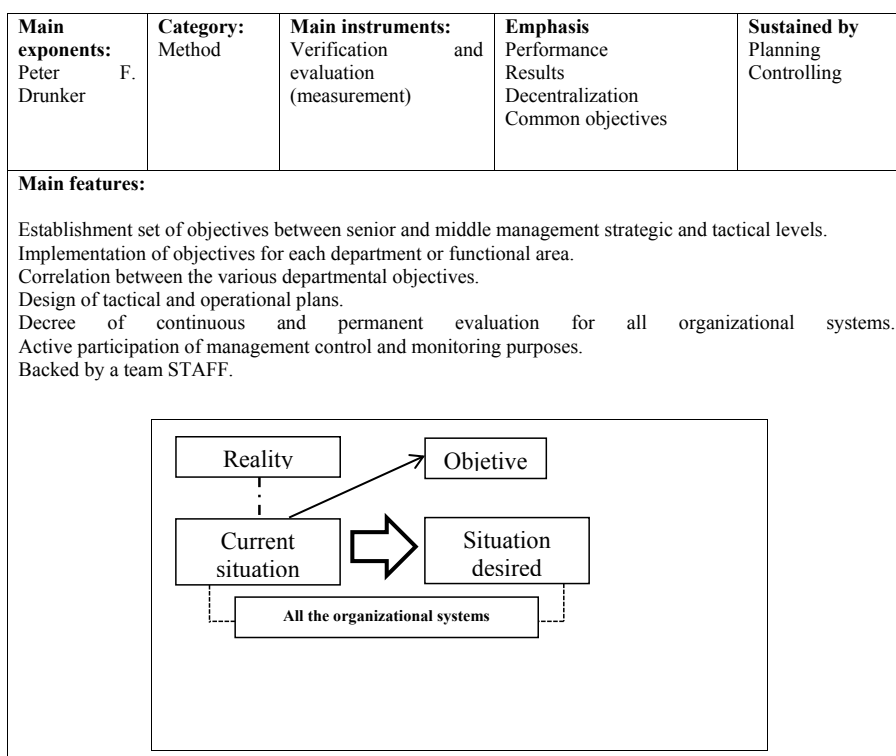 Main
exponents:
Peter F.
Drunker
Category:
Method
Main instruments:
Verification and
evaluation
(measurement)
Emphasis
Performance
Results
Decentralization
Common objectives
Sustained by
Planning
Controlling
Main features:
Establishment set of objectives between senior and middle management strategic and tactical levels.
Implementation of objectives for each department or functional area.
Correlation between the various departmental objectives.
Design of tactical and operational plans.
Decree of continuous and permanent evaluation for all organizational systems.
Active participation of management control and monitoring purposes.
Backed by a team STAFF.
Reality
Objetive
Current
situation
Situation
desired
All the organizational systems